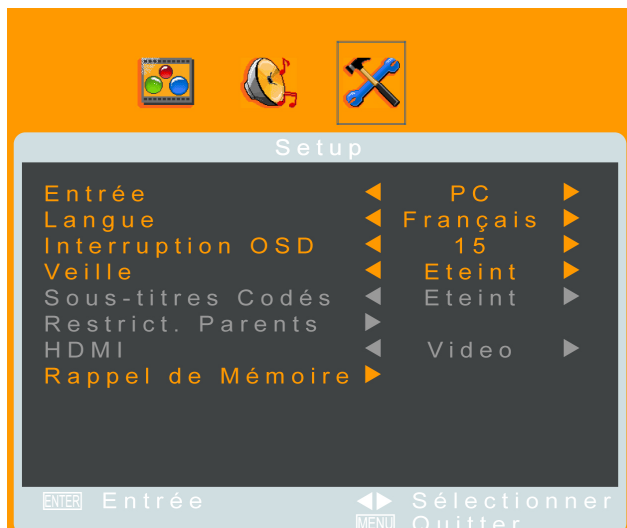 Setup
Entrée PC
Langue Français
Interruption OSD 15
Veille Eteint
Sous-titres Codés Eteint
Restrict. Parents
HDMI Video
Rappel de Mémoire
ENTER Entrée Sélectionner
MENU Quitter